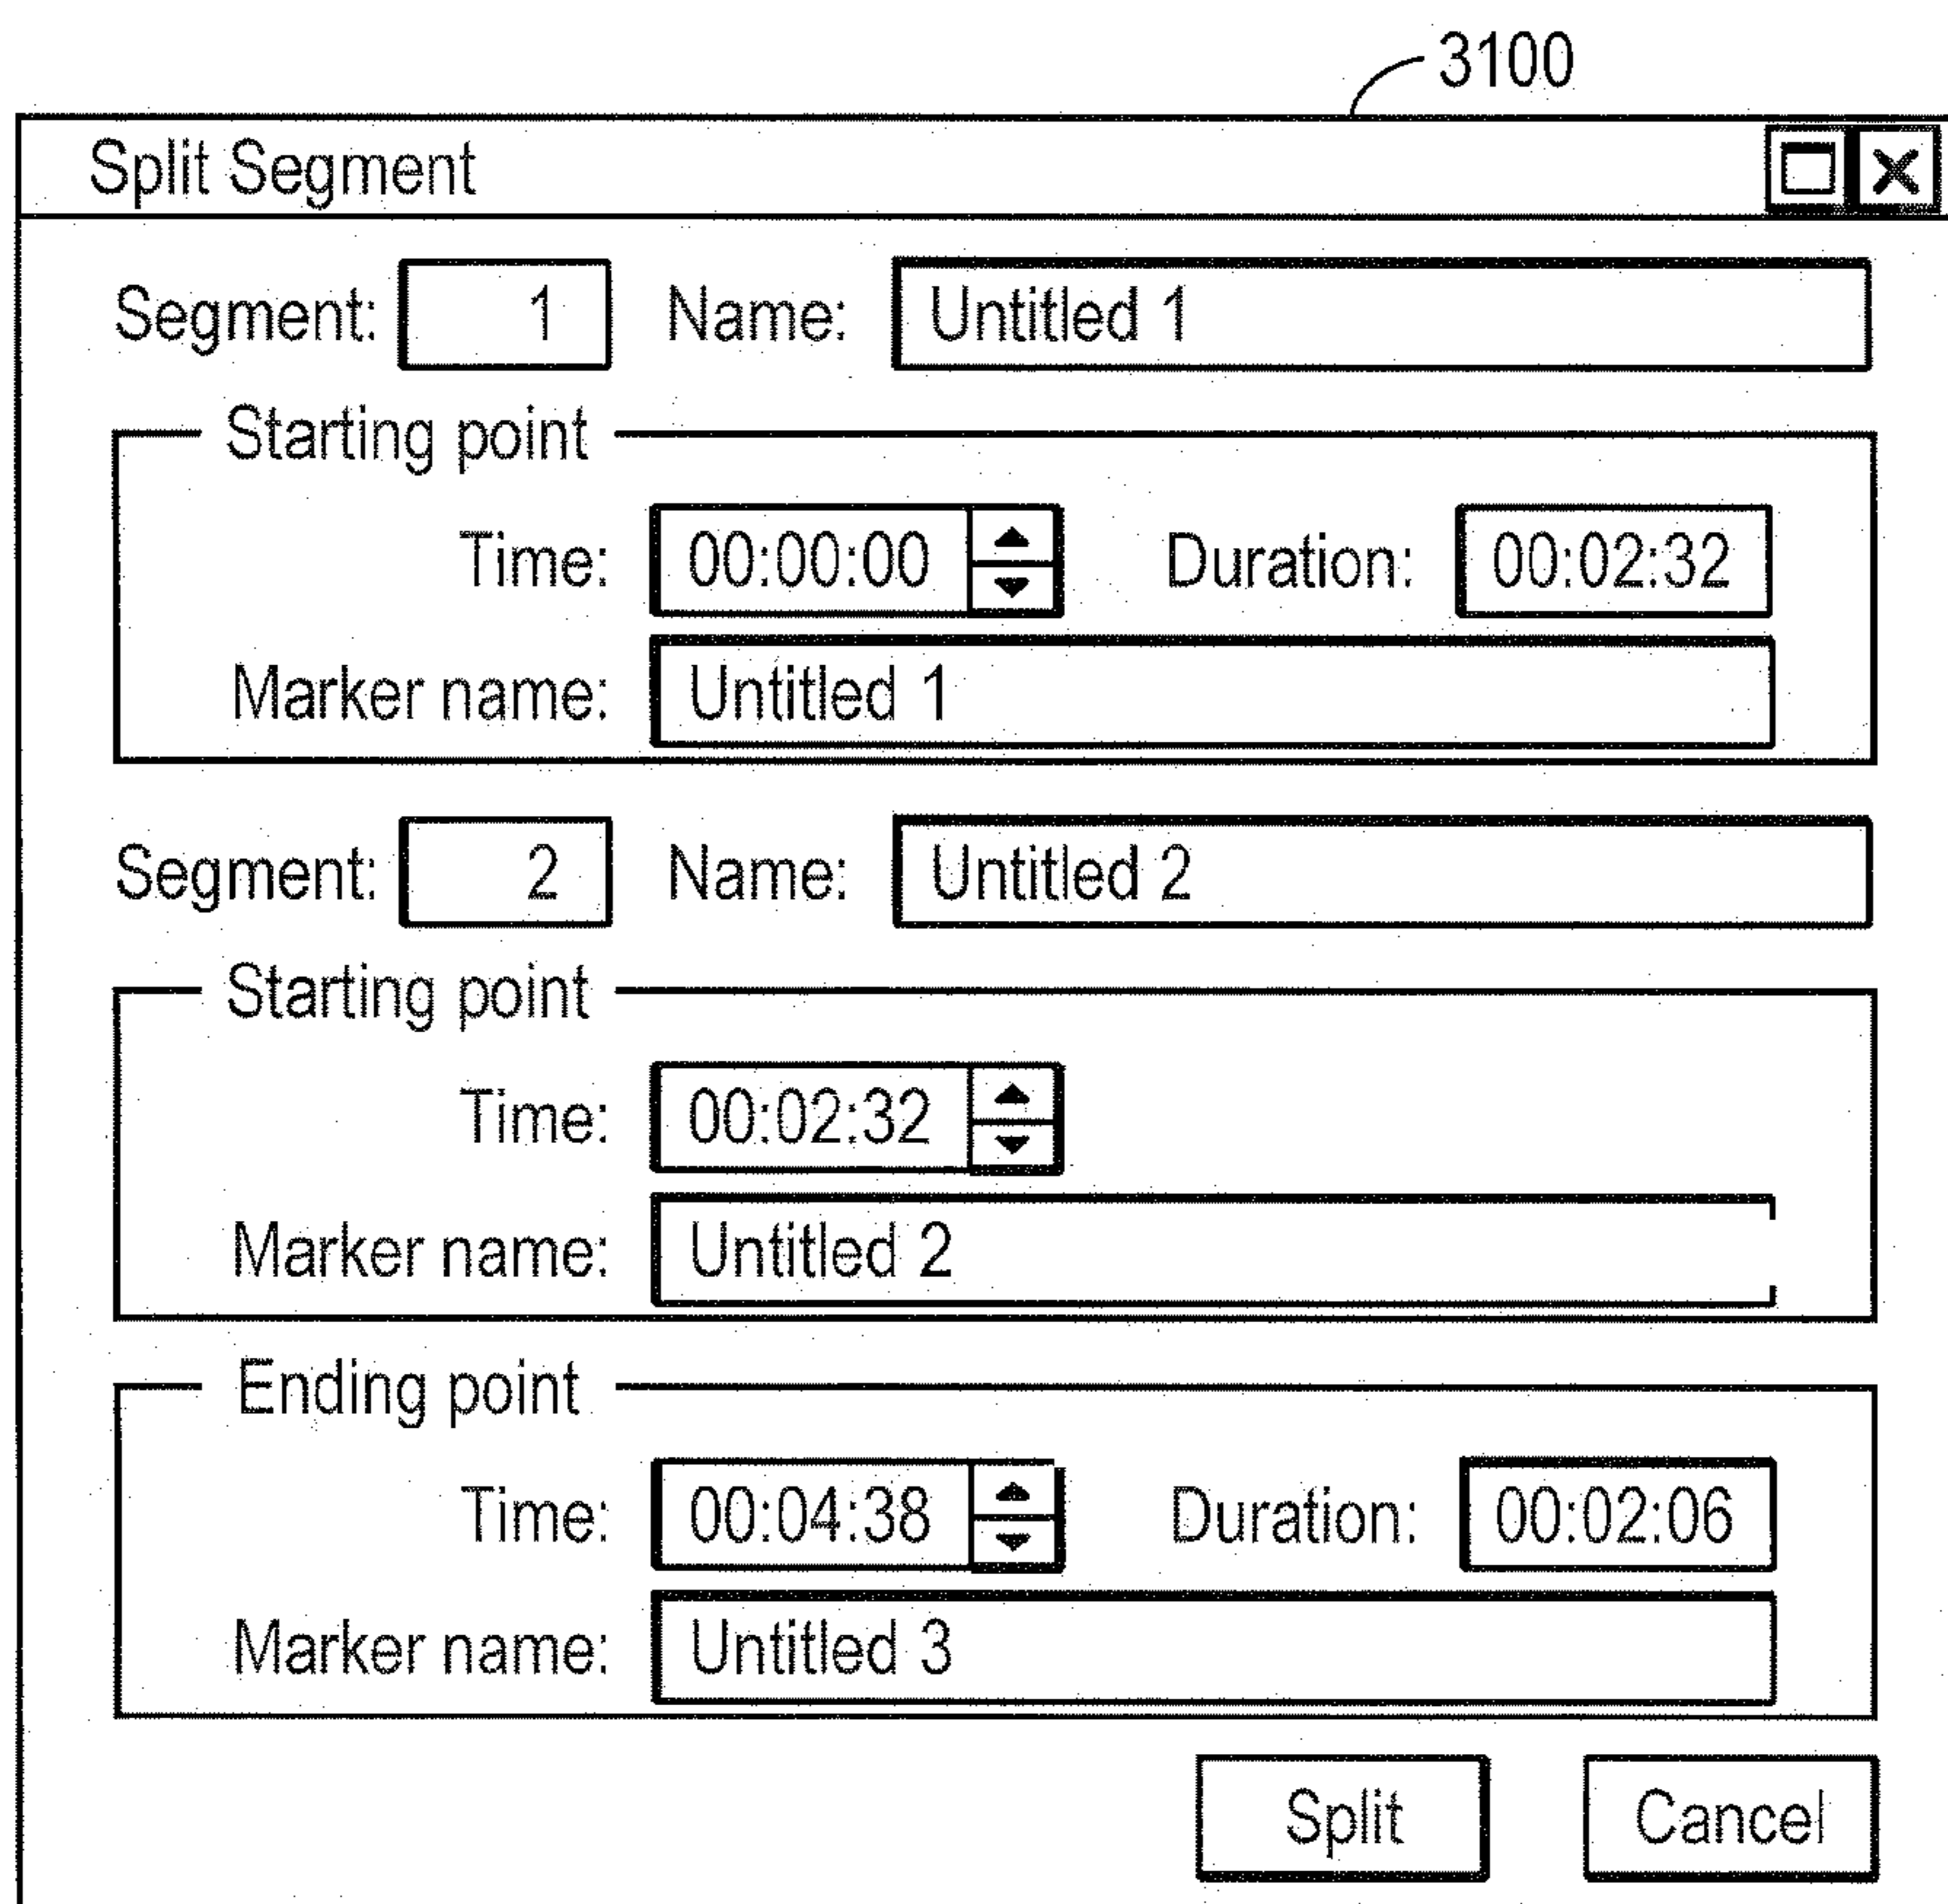 3100
Split Segment
Segment: 1 Name: Untitled 1
Starting point
Time: 00:00:00 Duration: 00:02:32
Marker name: Untitled 1
Segment: 2 Name: Untitled 2
Starting point
Time: 00:02:32
Marker name: Untitled 2
Ending point
Time: 00:04:38 Duration: 00:02:06
Marker name: Untitled 3
Split Cancel